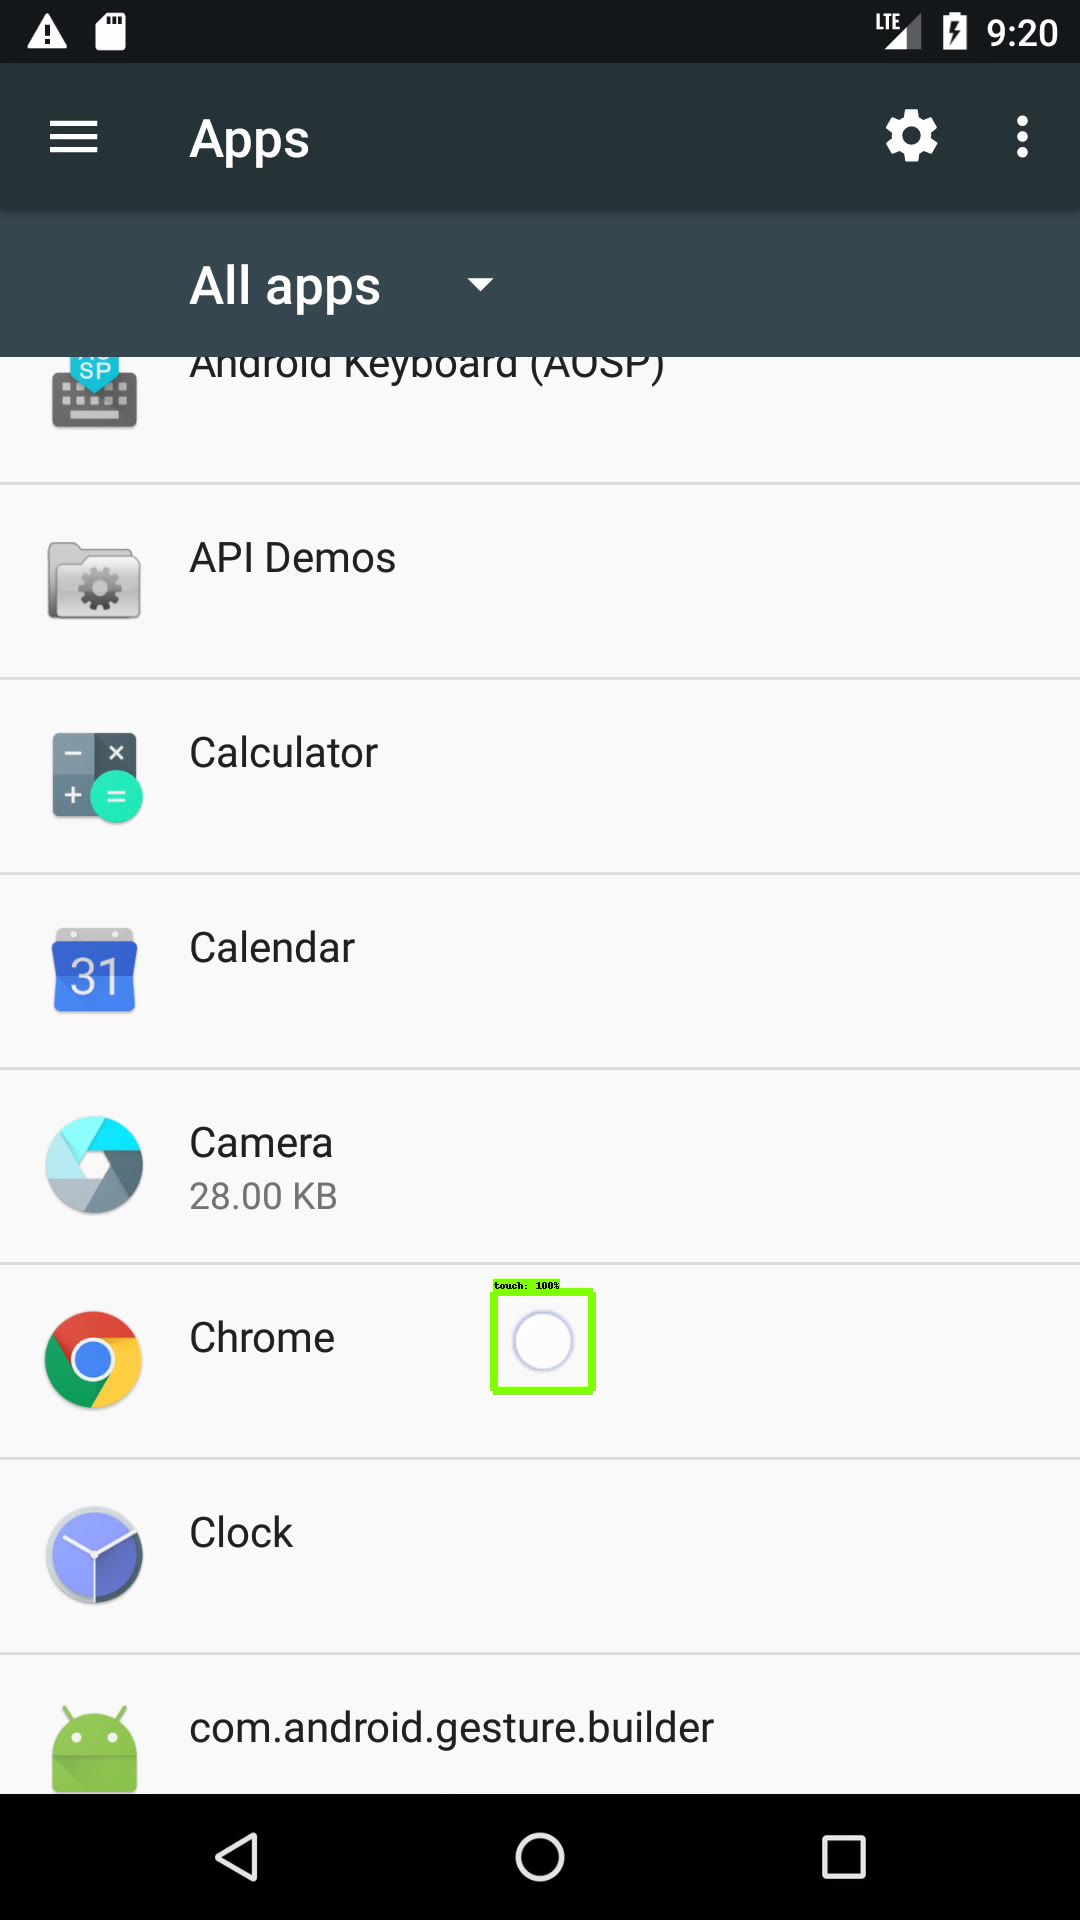 LTE 9:20
Apps
All apps
SP
Android Keyboard (AOSP)
API Demos
Calculator
Calendar
31
Camera
28.00 KB
touch: 100%
Chrome
Clock
com.android.gesture.builder